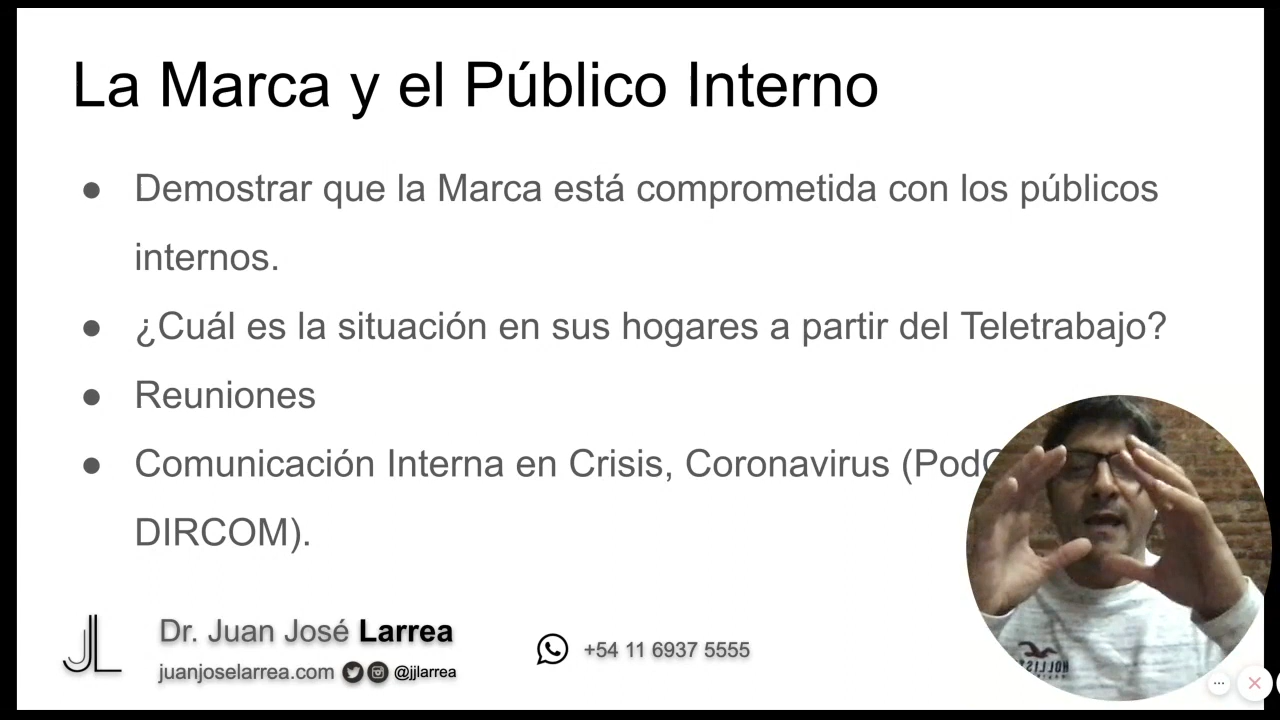 La Marca y el Público Interno
● Demostrar que la Marca está comprometida con los públicos
internos.
● ¿Cuál es la situación en sus hogares a partir del Teletrabajo?
● Reuniones
● Comunicación Interna en Crisis, Coronavirus
DIRCOM).
JL
Dr. Juan José Larrea
juanjoselarrea.com @jjlarrea
+54 11 6937 5555
HOLLISTER